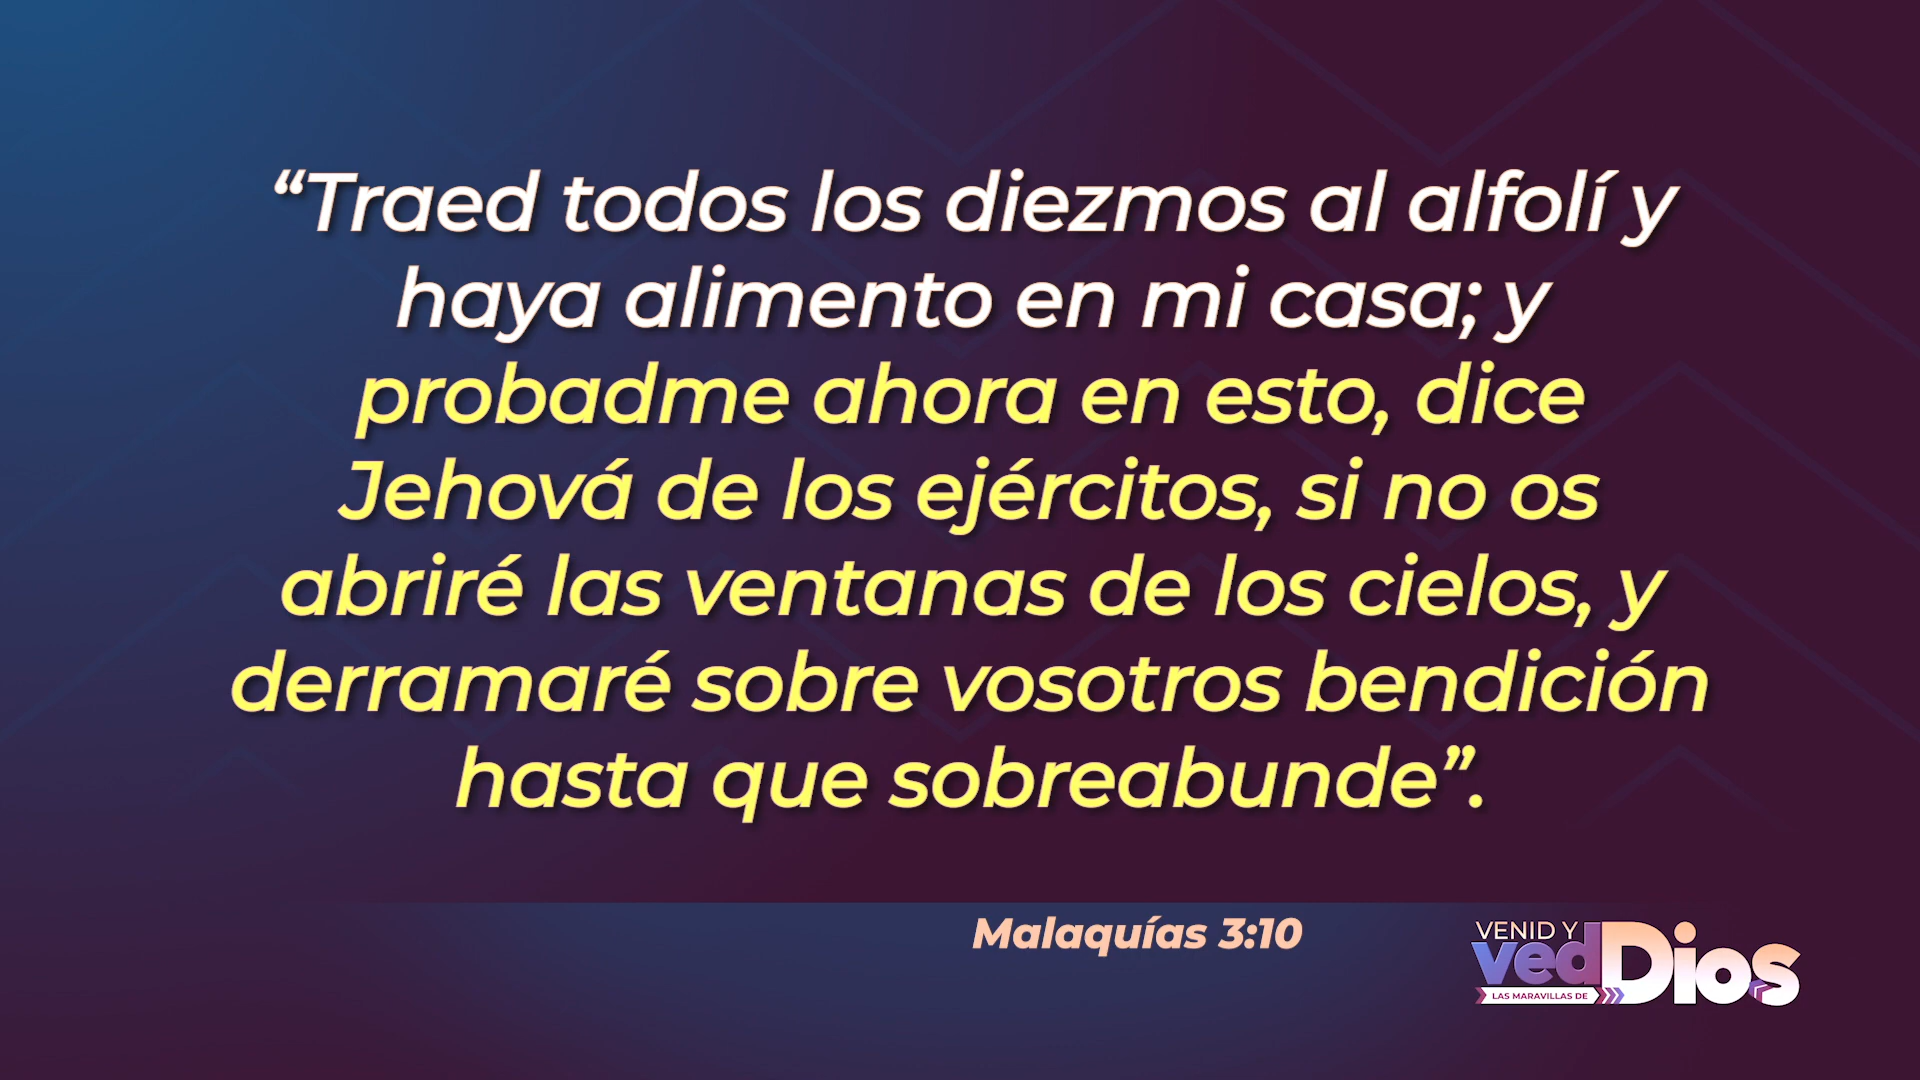 “Traed todos los diezmos al alfolí y
haya alimento en mi casa; y
probadme ahora en esto, dice
Jehová de los ejércitos, si no os
abriré las ventanas de los cielos, y
derramaré sobre vosotros bendición
hasta que sobreabunde”.
Malaquías 3:10
VENID Y
ved
LAS MARAVILLAS DE
Dios